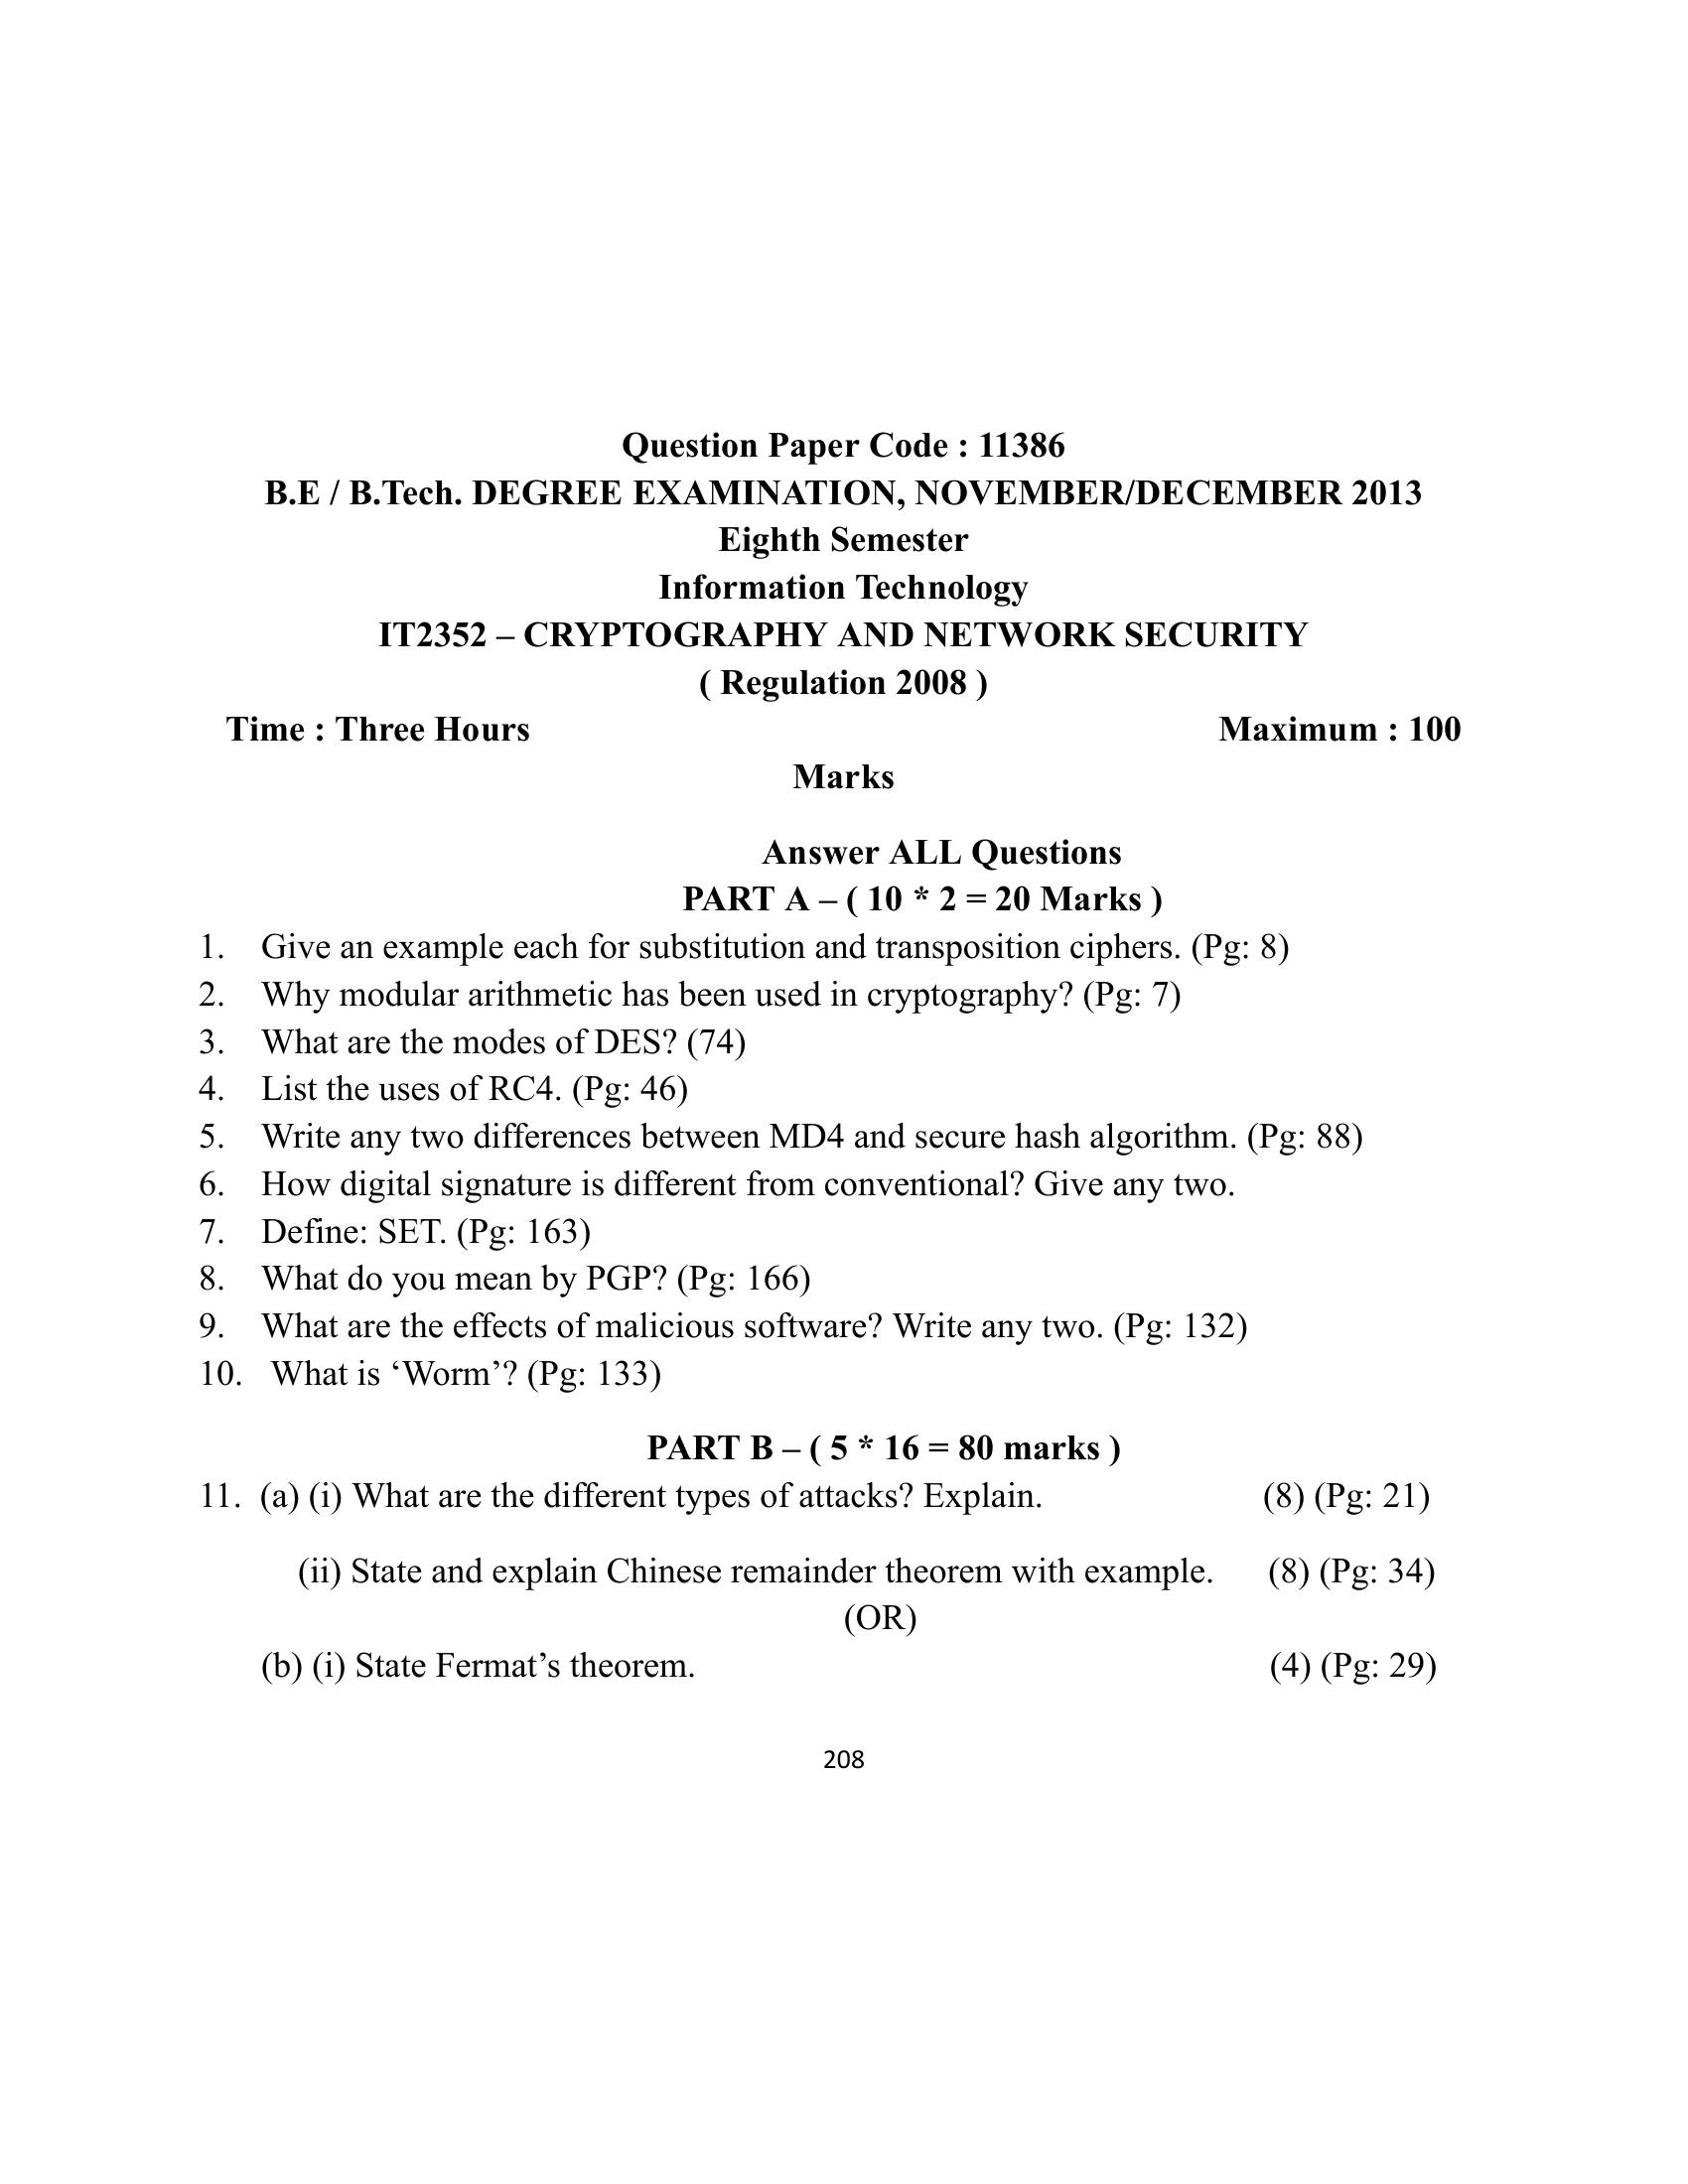 Question Paper Code : 11386
B.E / B.Tech. DEGREE EXAMINATION, NOVEMBER/DECEMBER 2013
Eighth Semester
Information Technology
IT2352 – CRYPTOGRAPHY AND NETWORK SECURITY
( Regulation 2008 )
Time : Three Hours Maximum : 100
Marks
Answer ALL Questions
PART A – ( 10 * 2 = 20 Marks )
1. Give an example each for substitution and transposition ciphers. (Pg: 8)
2. Why modular arithmetic has been used in cryptography? (Pg: 7)
3. What are the modes of DES? (74)
4. List the uses of RC4. (Pg: 46)
5. Write any two differences between MD4 and secure hash algorithm. (Pg: 88)
6. How digital signature is different from conventional? Give any two.
7. Define: SET. (Pg: 163)
8. What do you mean by PGP? (Pg: 166)
9. What are the effects of malicious software? Write any two. (Pg: 132)
10. What is ‘Worm’? (Pg: 133)
PART B – ( 5 * 16 = 80 marks )
11. (a) (i) What are the different types of attacks? Explain. (8) (Pg: 21)
(ii) State and explain Chinese remainder theorem with example. (8) (Pg: 34)
(OR)
(b) (i) State Fermat’s theorem. (4) (Pg: 29)
208